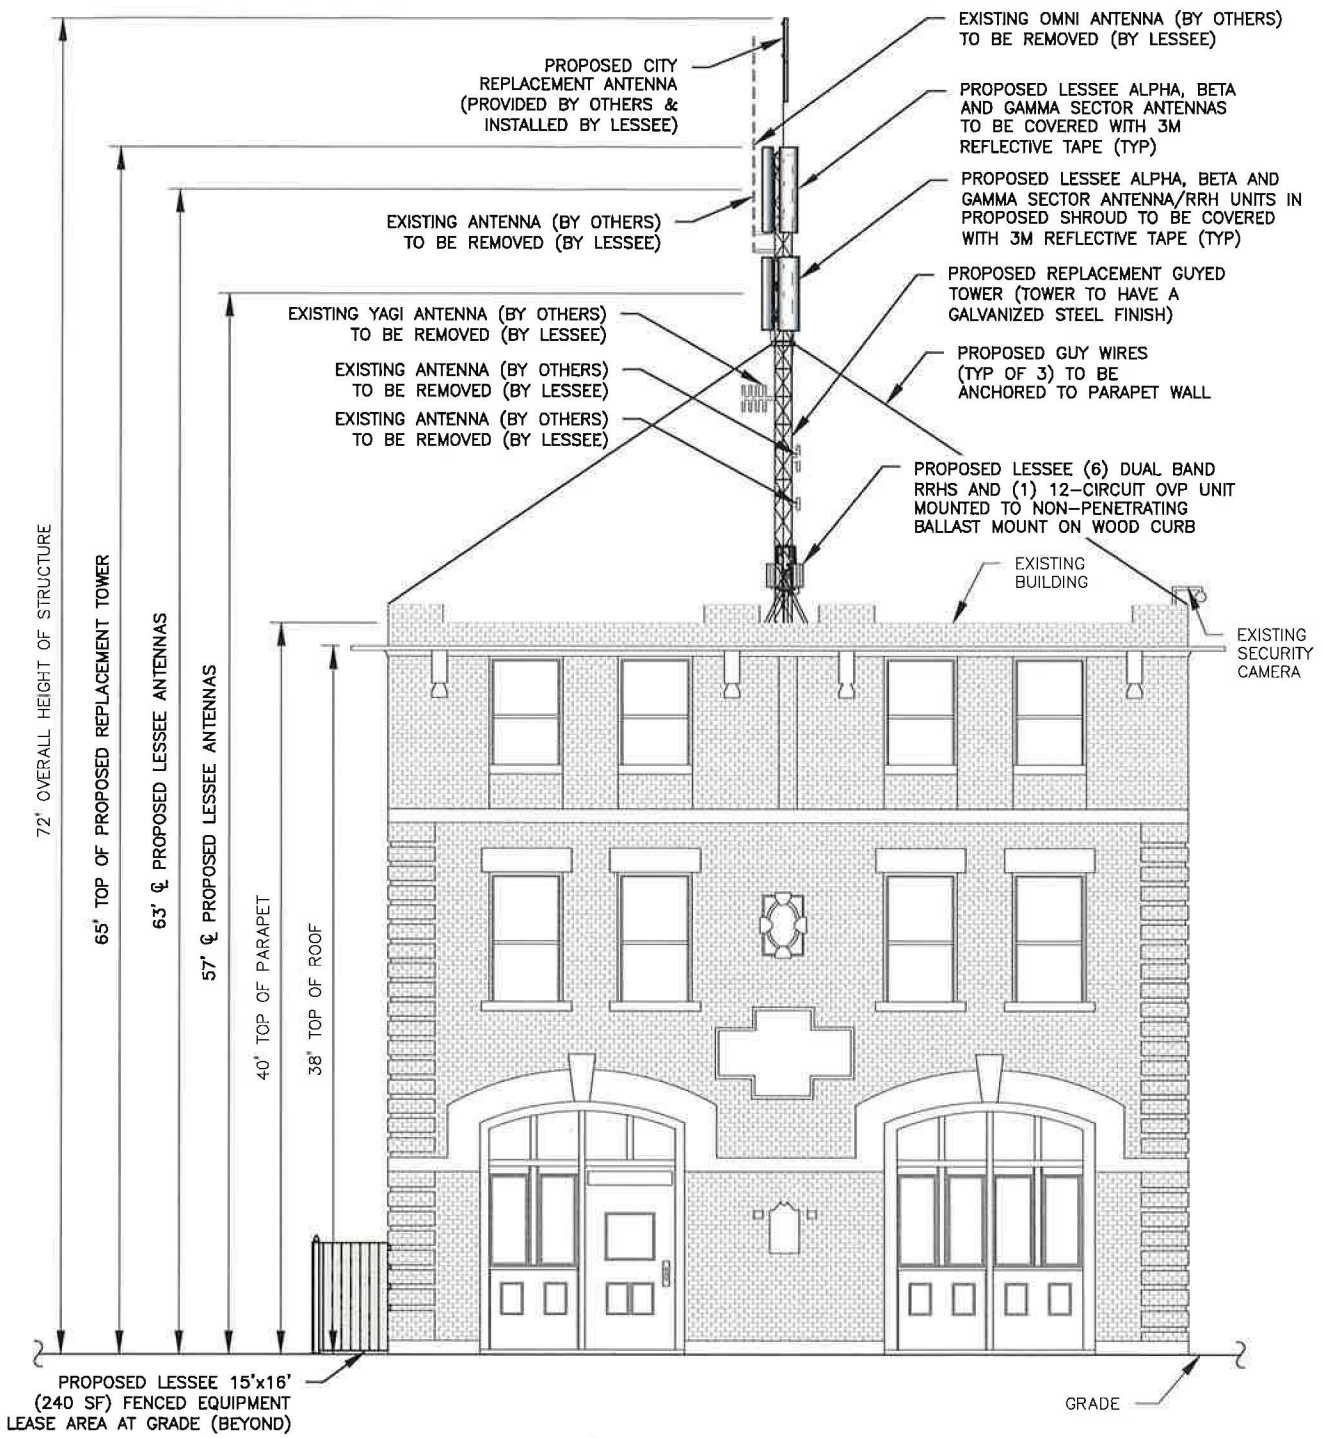 EXISTING OMNI ANTENNA (BY OTHERS)
TO BE REMOVED (BY LESSEE)
PROPOSED CITY
REPLACEMENT ANTENNA
(PROVIDED BY OTHERS &
INSTALLED BY LESSEE)
PROPOSED LESSEE ALPHA, BETA
AND GAMMA SECTOR ANTENNAS
TO BE COVERED WITH 3M
REFLECTIVE TAPE (TYP)
PROPOSED LESSEE ALPHA, BETA AND
GAMMA SECTOR ANTENNA/RRH UNITS IN
PROPOSED SHROUD TO BE COVERED
WITH 3M REFLECTIVE TAPE (TYP)
EXISTING ANTENNA (BY OTHERS)
TO BE REMOVED (BY LESSEE)
PROPOSED REPLACEMENT GUYED
TOWER (TOWER TO HAVE A
GALVANIZED STEEL FINISH)
EXISTING YAGI ANTENNA (BY OTHERS)
TO BE REMOVED (BY LESSEE)
PROPOSED GUY WIRES
(TYP OF 3) TO BE
ANCHORED TO PARAPET WALL
EXISTING ANTENNA (BY OTHERS)
TO BE REMOVED (BY LESSEE)
EXISTING ANTENNA (BY OTHERS)
TO BE REMOVED (BY LESSEE)
PROPOSED LESSEE (6) DUAL BAND
RRHS AND (1) 12-CIRCUIT OVP UNIT
MOUNTED TO NON-PENETRATING
BALLAST MOUNT ON WOOD CURB
EXISTING
BUILDING
EXISTING
SECURITY
CAMERA
72' OVERALL HEIGHT OF STRUCTURE
65' TOP OF PROPOSED REPLACEMENT TOWER
63' ℄ PROPOSED LESSEE ANTENNAS
57' ℄ PROPOSED LESSEE ANTENNAS
40' TOP OF PARAPET
38' TOP OF ROOF
PROPOSED LESSEE 15'x16'
(240 SF) FENCED EQUIPMENT
LEASE AREA AT GRADE (BEYOND)
GRADE